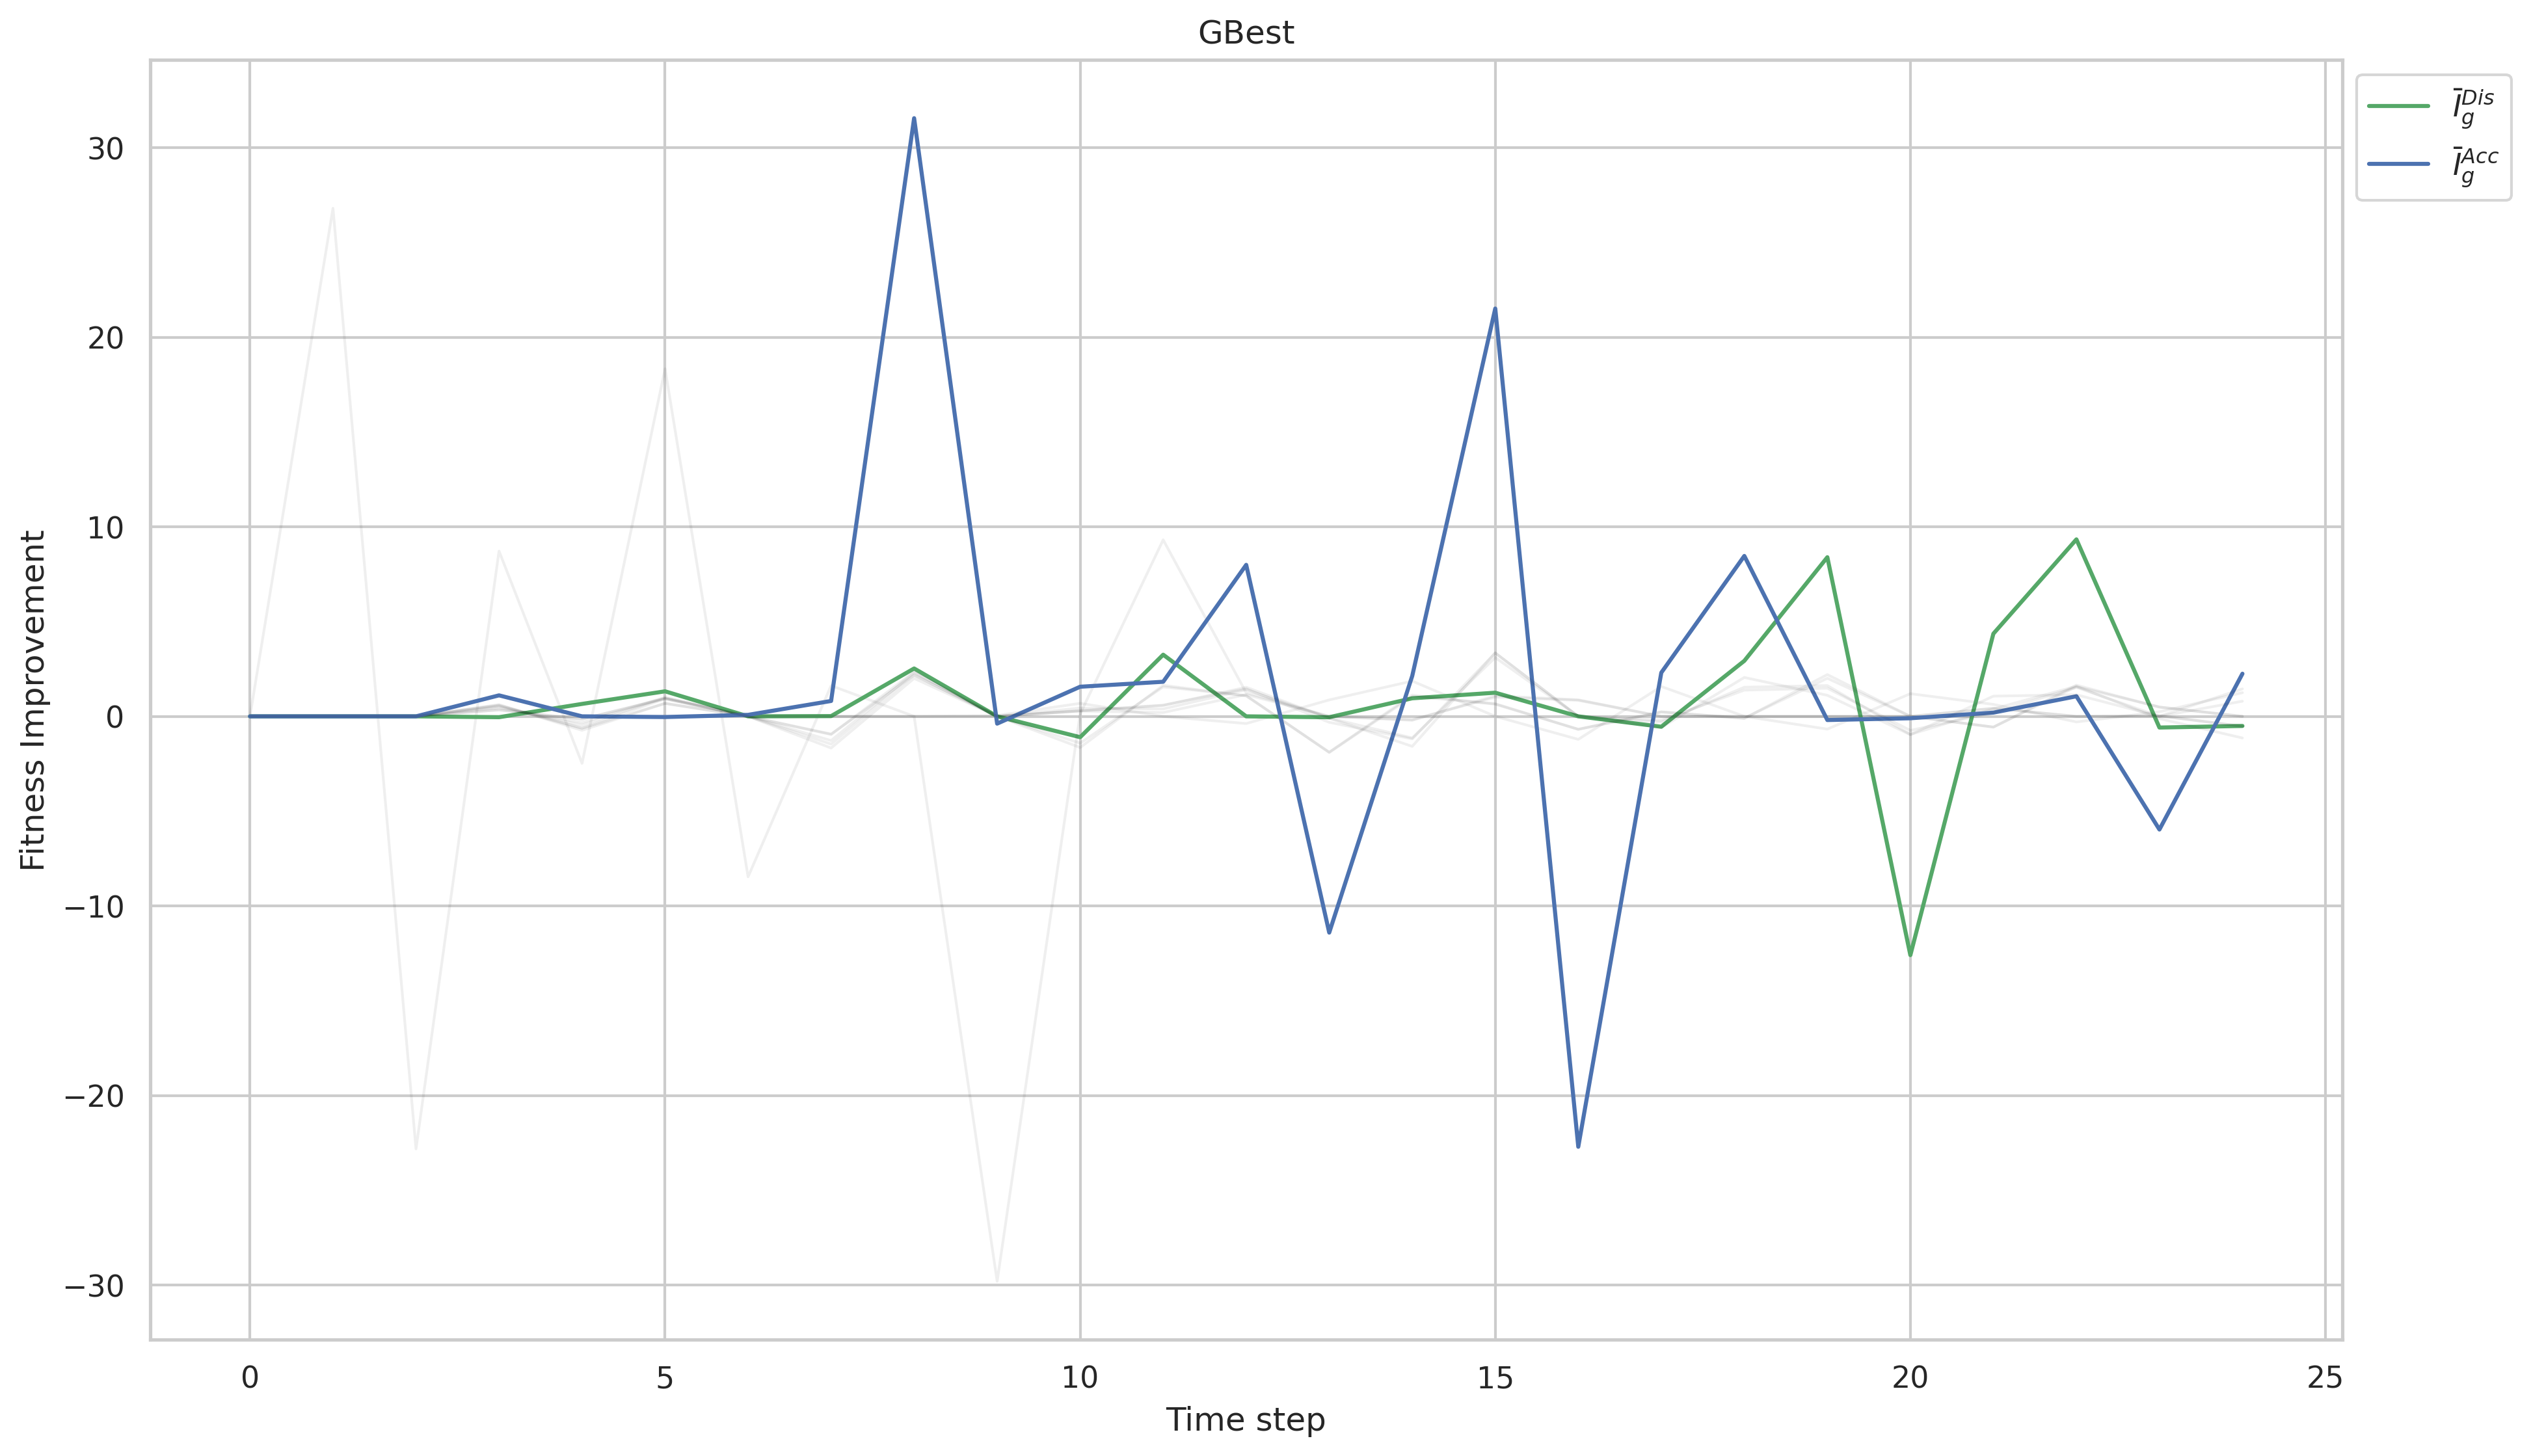 GBest
Fitness Improvement
30
20
10
0
−10
−20
−30
0 5 10 15 20 25
Time step
Ī_g^{Dis}
Ī_g^{Acc}